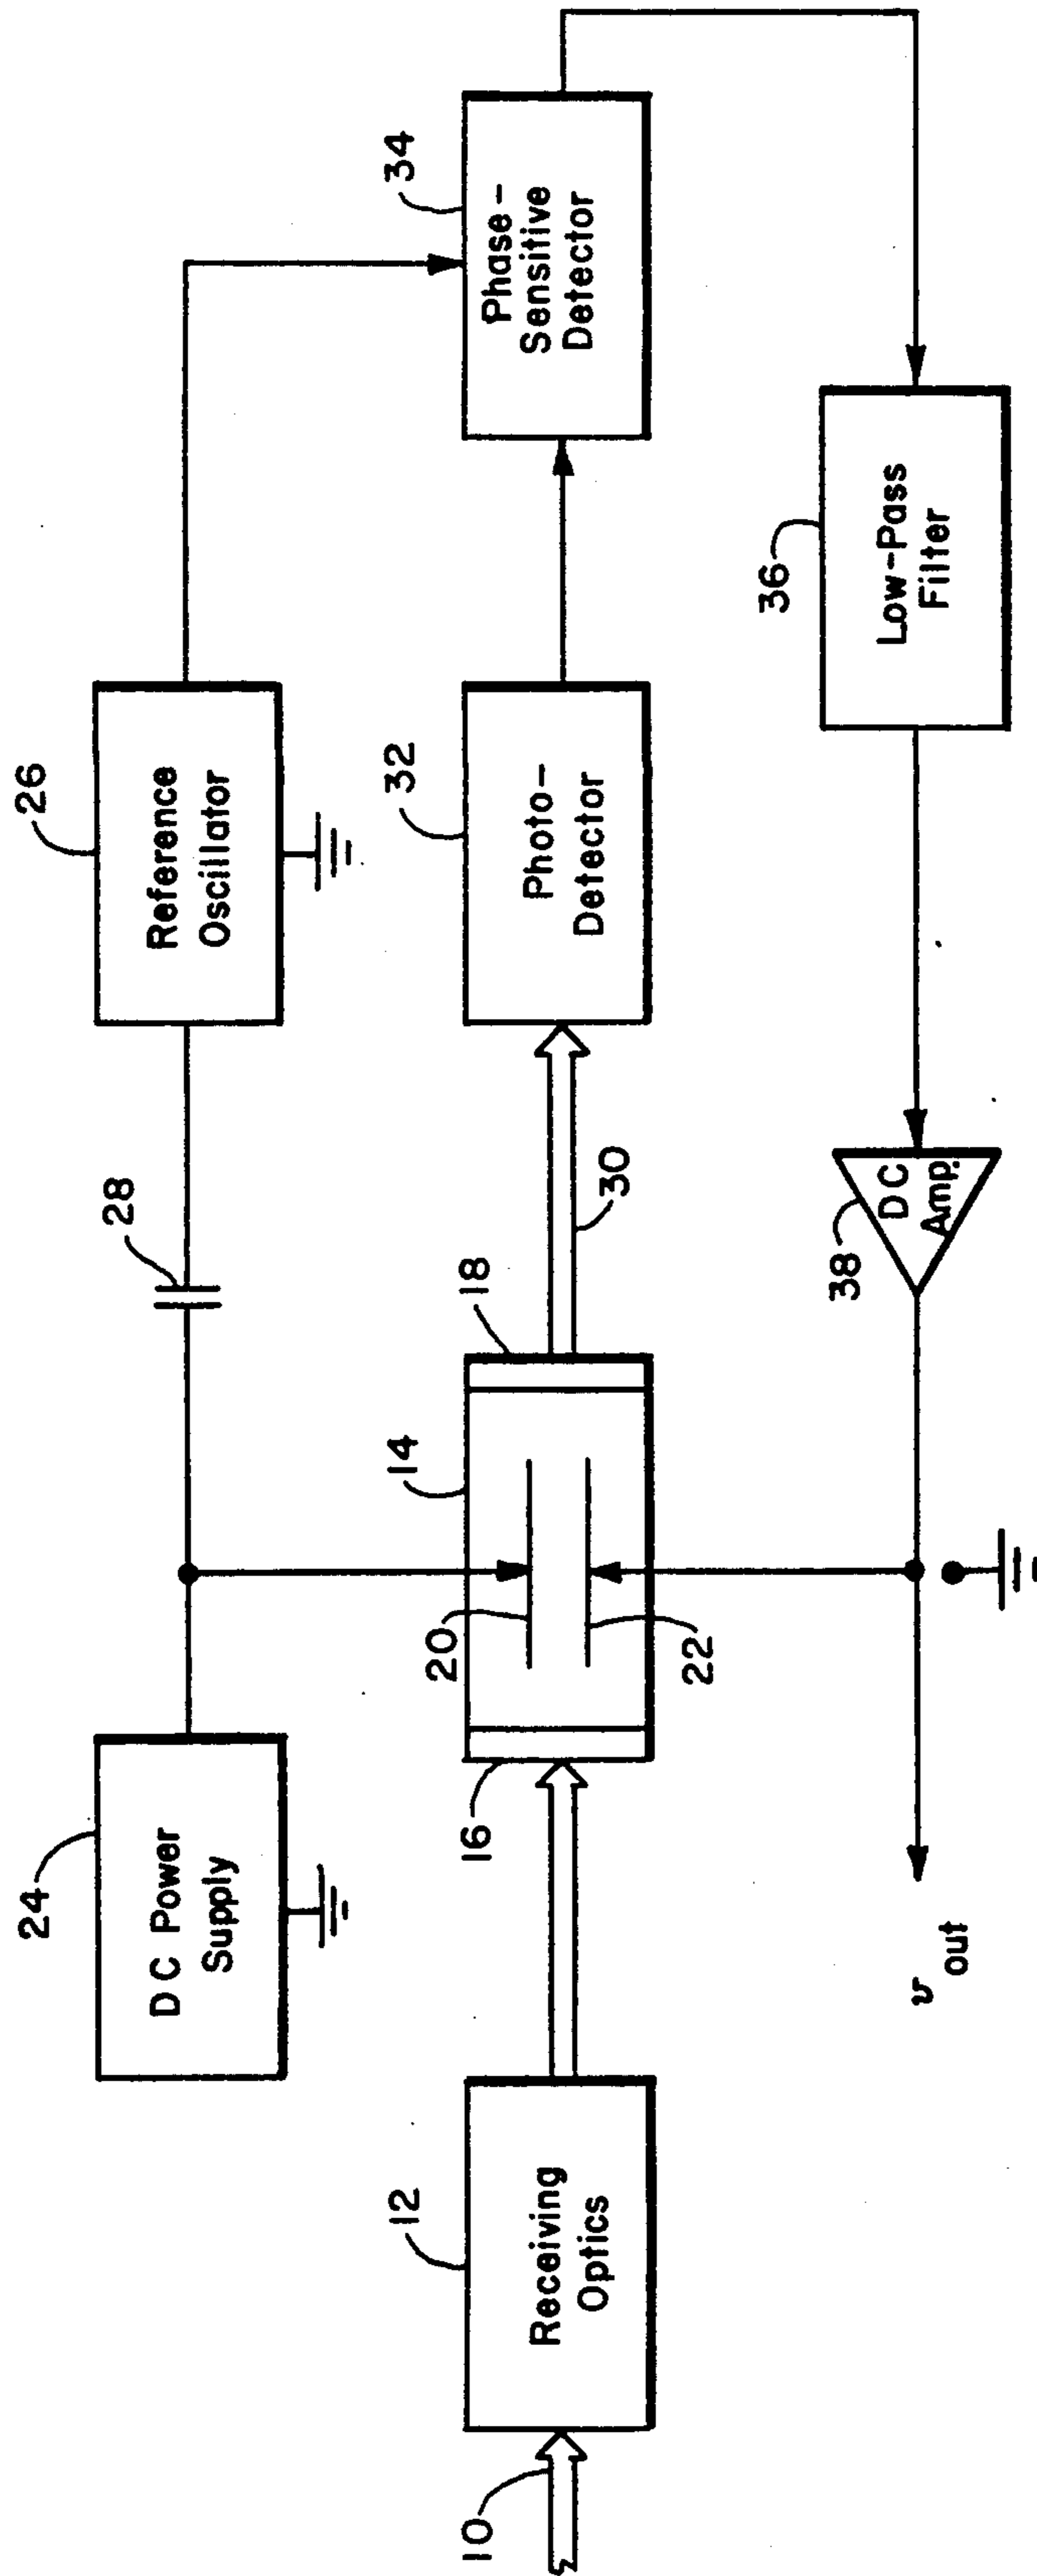 24
DC Power
Supply
28
26
Reference
Oscillator
10
12
Receiving
Optics
16
20
22
14
18
30
32
Photo-
Detector
34
Phase-
Sensitive
Detector
v out
38
DC
Amp.
36
Low-Pass
Filter